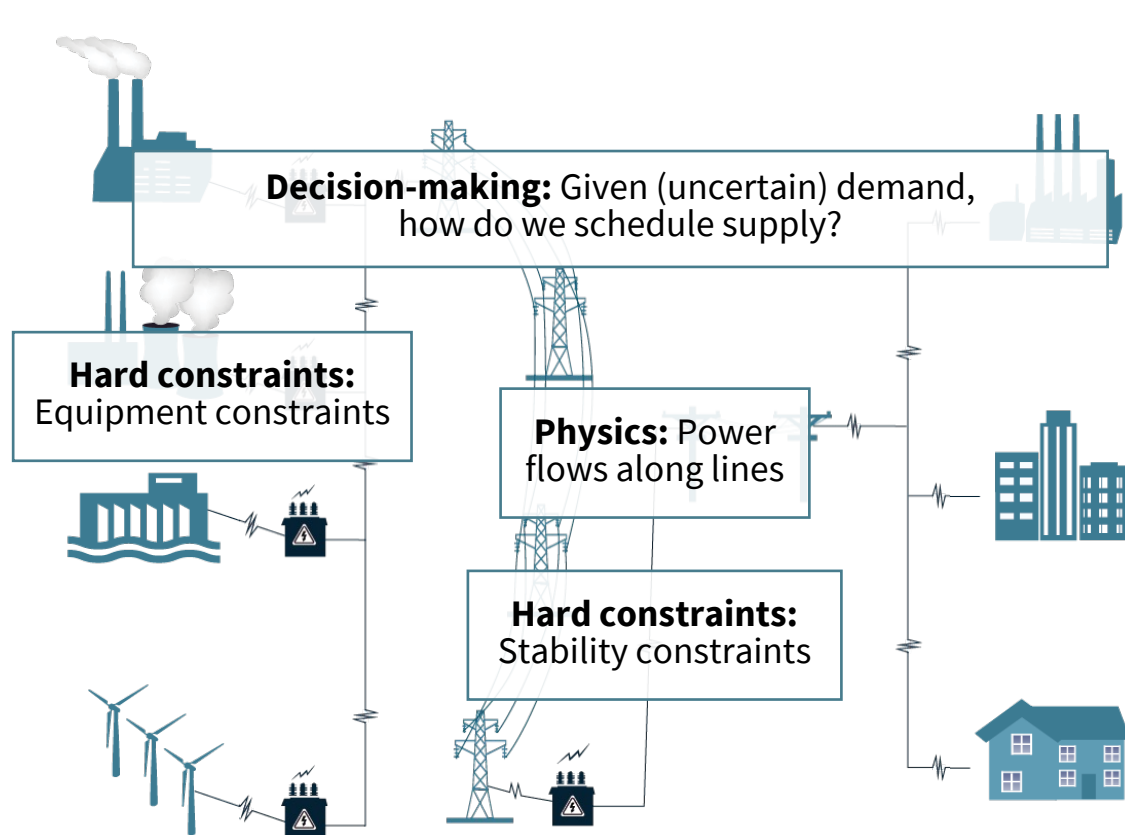 Decision-making: Given (uncertain) demand,
how do we schedule supply?
Hard constraints:
Equipment constraints
Physics: Power
flows along lines
Hard constraints:
Stability constraints